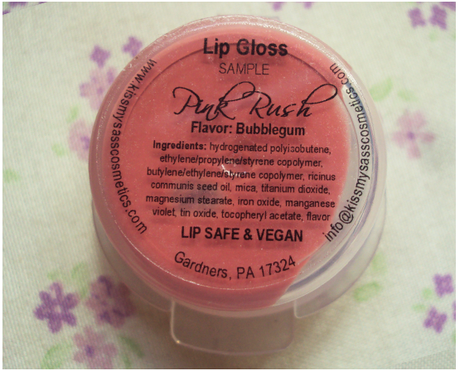 Lip Gloss
SAMPLE
Pink Rush
Flavor: Bubblegum
Ingredients: hydrogenated polyisobutene,
ethylene/propylene/styrene copolymer,
butylene/ethylene/styrene copolymer, ricinus
communis seed oil, mica, titanium dioxide,
magnesium stearate, iron oxide, manganese
violet, tin oxide, tocopheryl acetate, flavor
LIP SAFE & VEGAN
Gardners, PA 17324
www.kissmysasscosmetics.com
info@kissmysasscosmetics.com